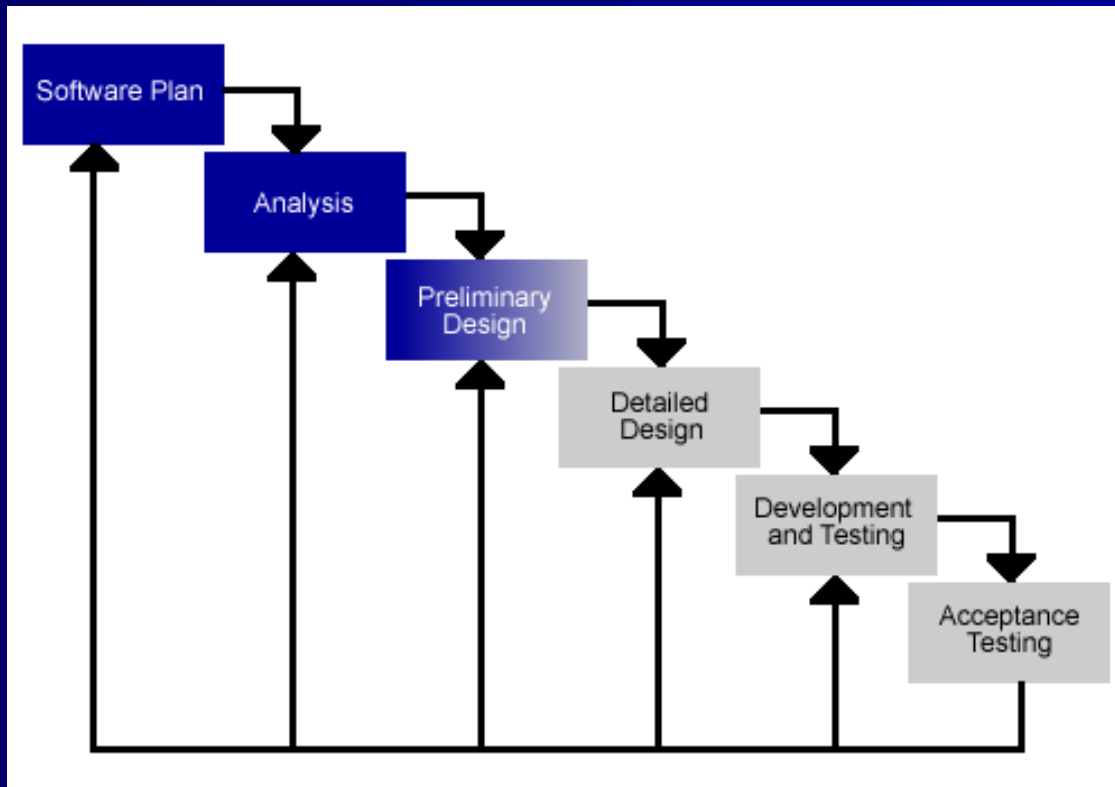 Software Plan
Analysis
Preliminary
Design
Detailed
Design
Development
and Testing
Acceptance
Testing